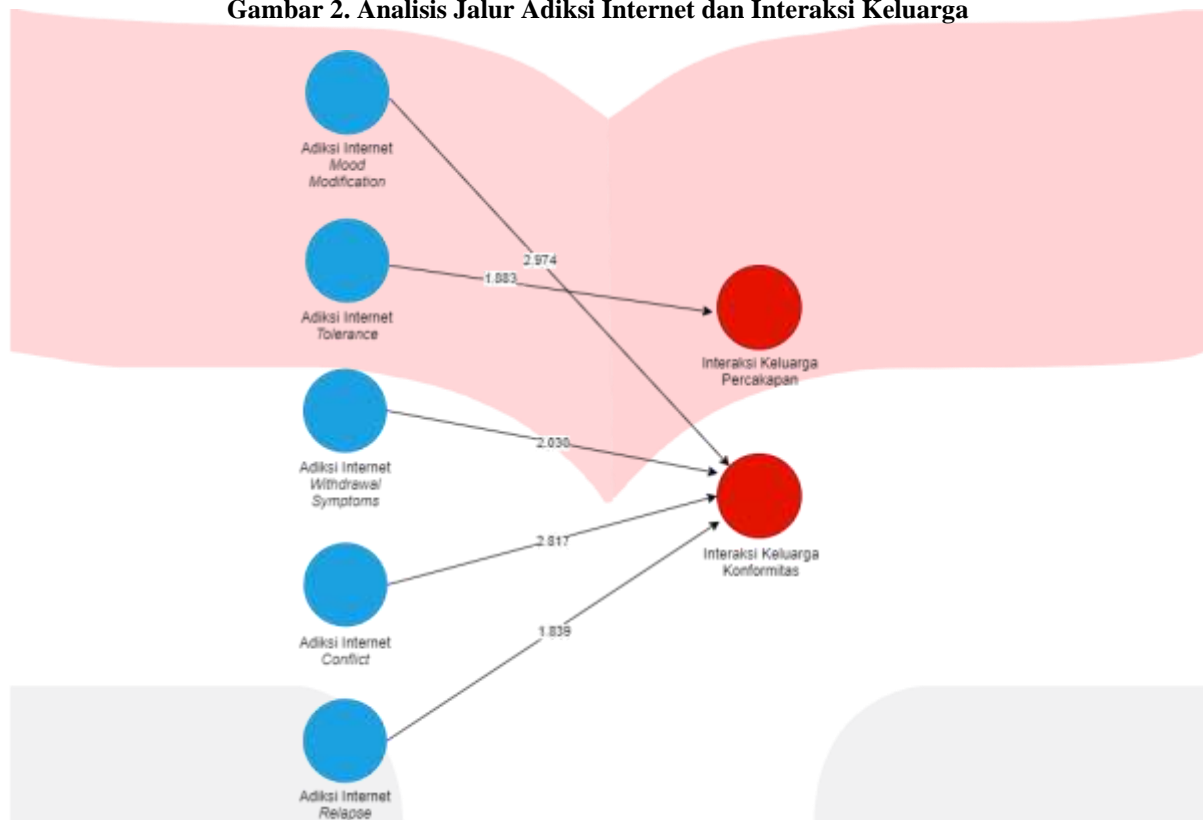 Gambar 2. Analisis Jalur Adiksi Internet dan Interaksi Keluarga
Adiksi Internet
Mood
Modification
2.974
1.883
Adiksi Internet
Tolerance
Interaksi Keluarga
Percakapan
2.030
Adiksi Internet
Withdrawal
Symptoms
2.817
Interaksi Keluarga
Konformitas
Adiksi Internet
Conflict
1.839
Adiksi Internet
Relapse